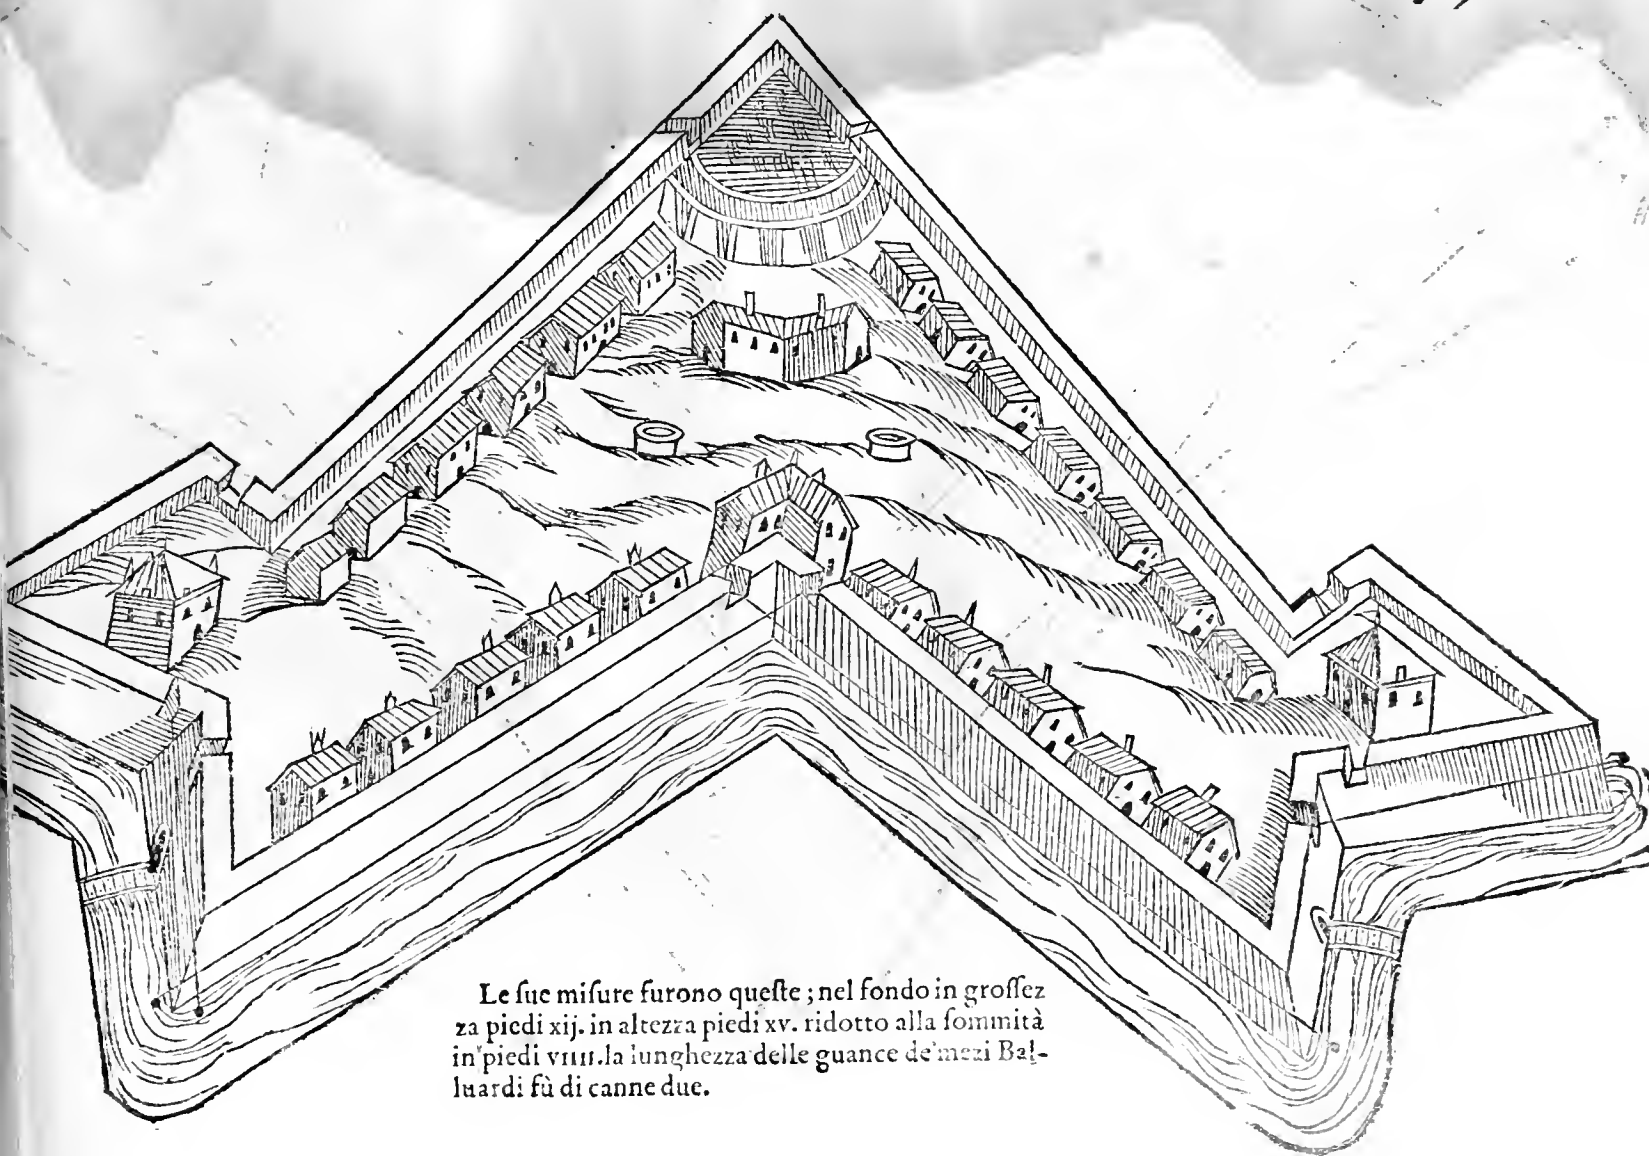 Le ſue miſure furono queſte ; nel fondo in groſſez
za piedi xij. in altezza piedi xv. ridotto alla ſommità
in piedi vıııı. la lunghezza delle guance de'mezi Bal-
luardi fù di canne due.